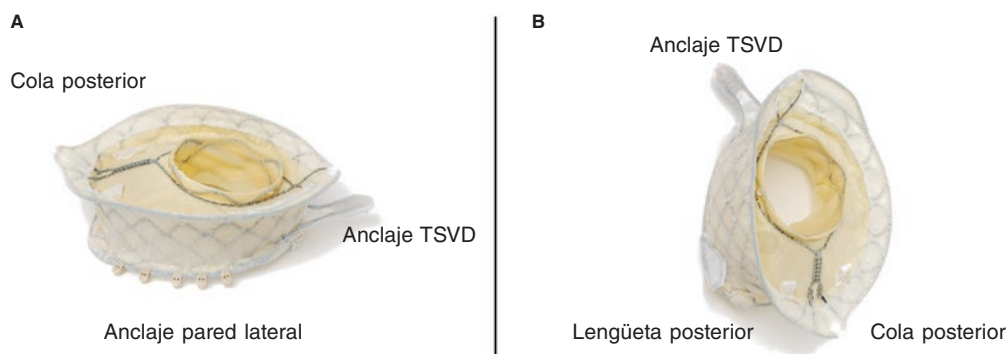 A
Cola posterior
Anclaje TSVD
Anclaje pared lateral
B
Anclaje TSVD
Lengüeta posterior
Cola posterior